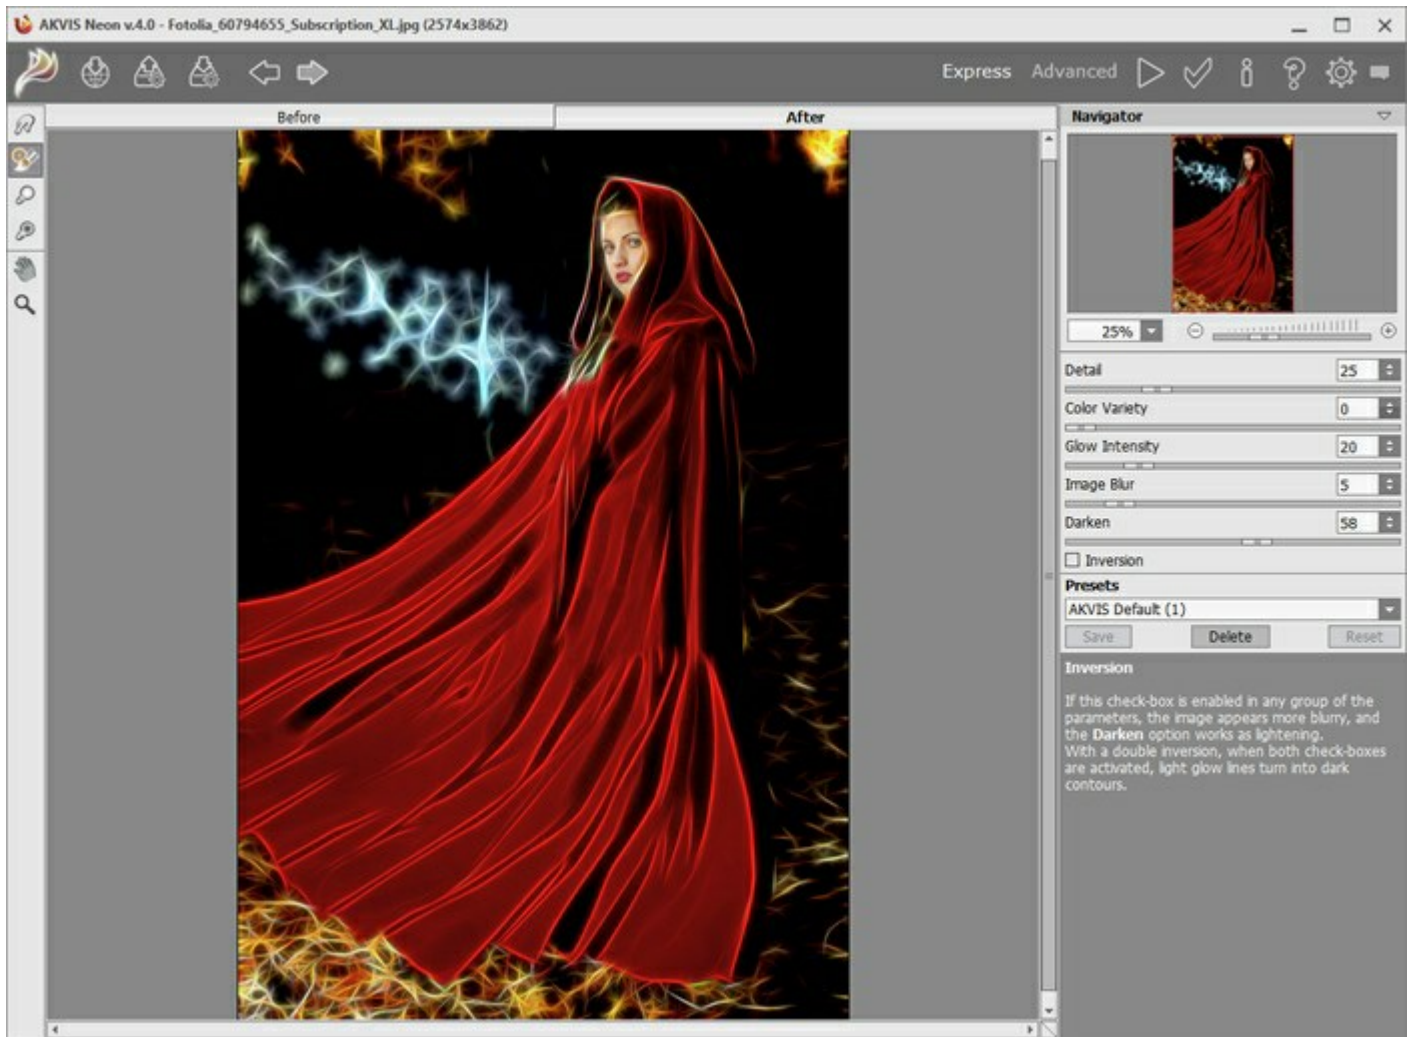 AKVIS Neon v.4.0 - Fotolia_60794655_Subscription_XL.jpg (2574x3862)
Express Advanced
Before After
Navigator
25%
Detail 25
Color Variety 0
Glow Intensity 20
Image Blur 5
Darken 58
Inversion
Presets
AKVIS Default (1)
Save Delete Reset
Inversion
If this check-box is enabled in any group of the
parameters, the image appears more blurry, and
the Darken option works as lightening.
With a double inversion, when both check-boxes
are activated, light glow lines turn into dark
contours.